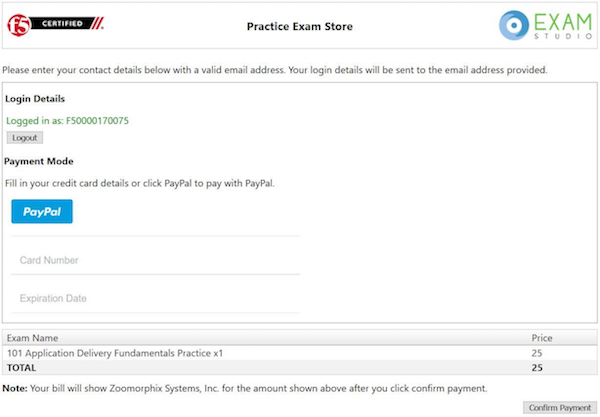 f5 CERTIFIED
Practice Exam Store
EXAM
STUDIO
Please enter your contact details below with a valid email address. Your login details will be sent to the email address provided.
Login Details
Logged in as: F50000170075
Logout
Payment Mode
Fill in your credit card details or click PayPal to pay with PayPal.
PayPal
Card Number
Expiration Date
Exam Name Price
101 Application Delivery Fundamentals Practice x1 25
TOTAL 25
Note: Your bill will show Zoomorphix Systems, Inc. for the amount shown above after you click confirm payment.
Confirm Payment